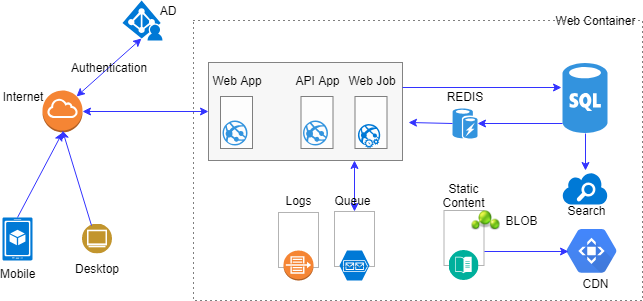 AD
Web Container
Authentication
Internet
Web App
API App
Web Job
REDIS
SQL
Logs
Queue
Static
Content
BLOB
Search
Mobile
Desktop
CDN